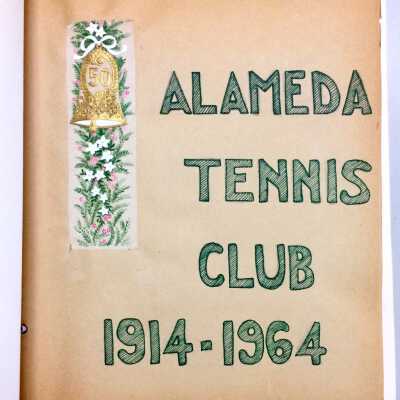 50
ALAMEDA
TENNIS
CLUB
1914-1964